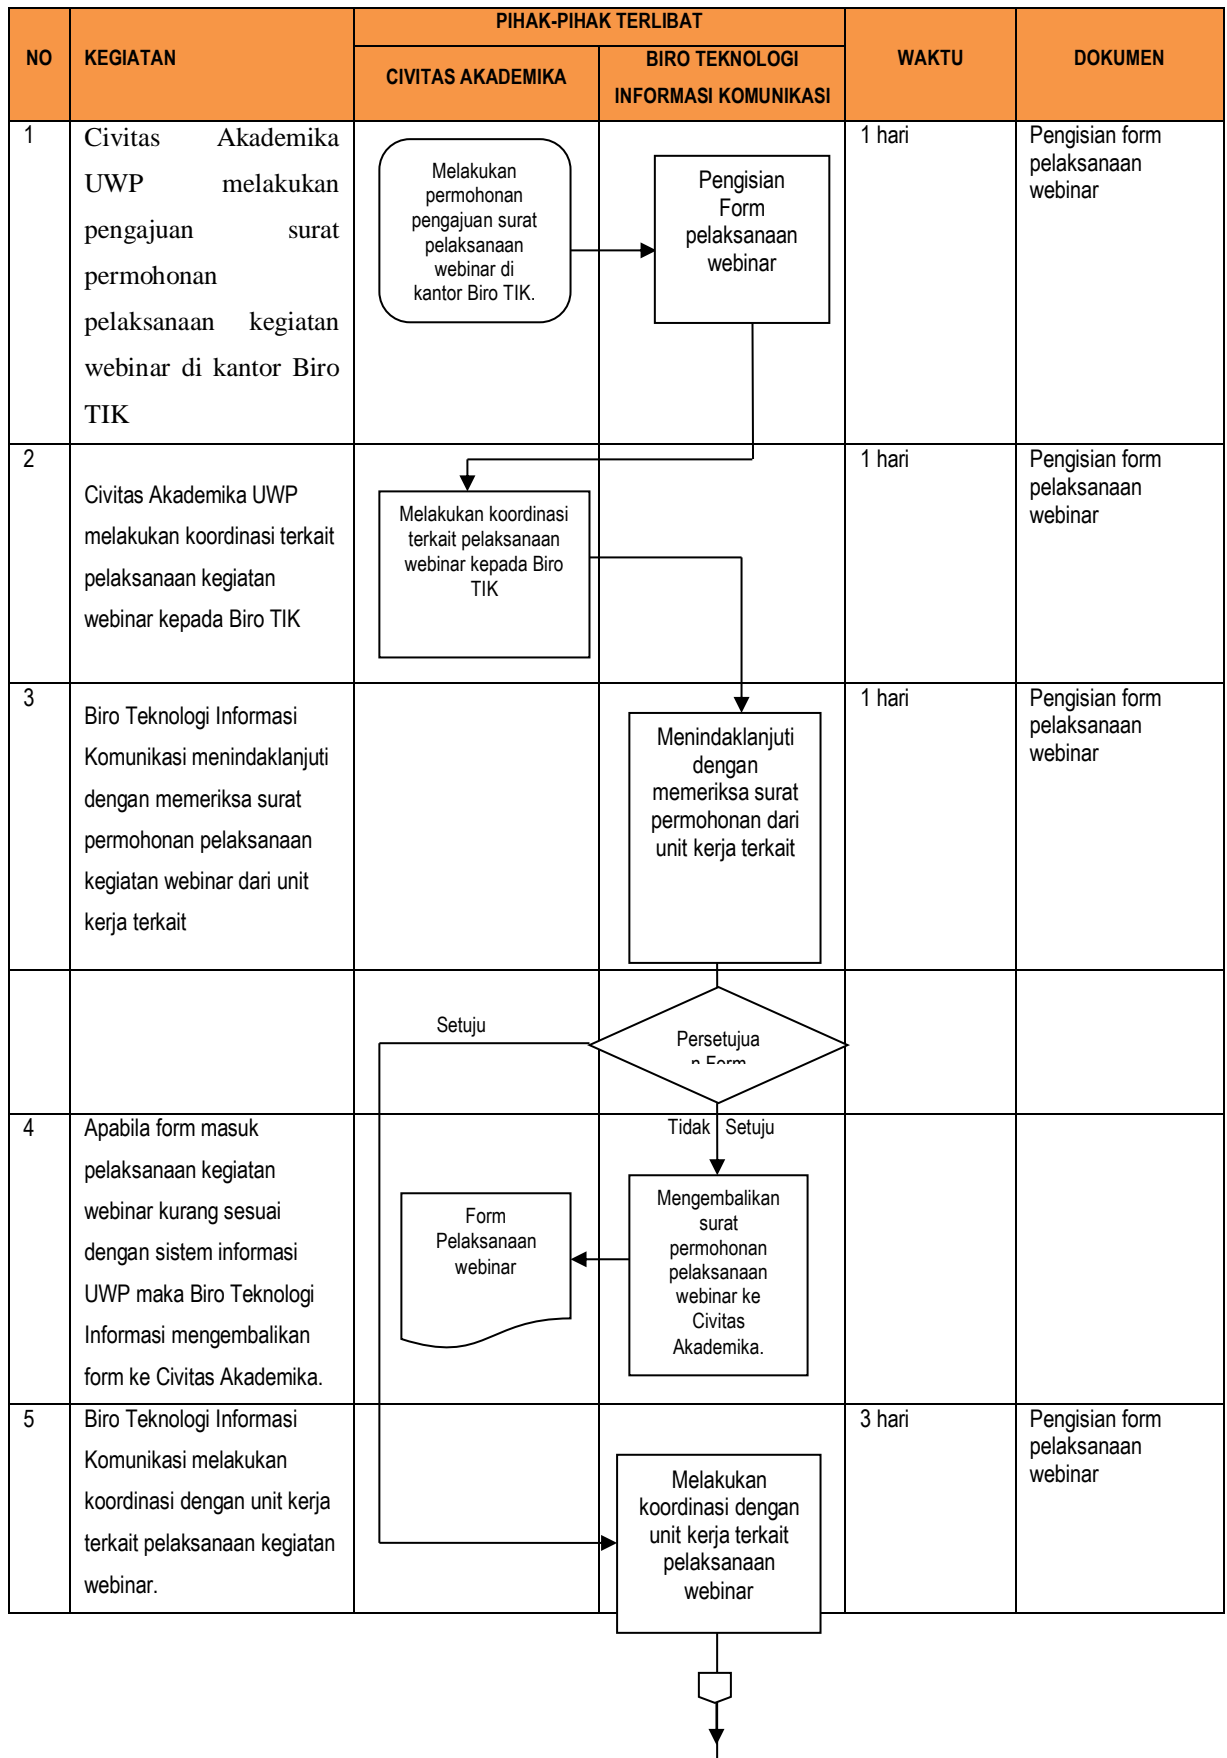 PIHAK-PIHAK TERLIBAT
NO
KEGIATAN
CIVITAS AKADEMIKA
BIRO TEKNOLOGI
INFORMASI KOMUNIKASI
WAKTU
DOKUMEN
1
Civitas Akademika
UWP melakukan
pengajuan surat
permohonan
pelaksanaan kegiatan
webinar di kantor Biro
TIK
Melakukan
permohonan
pengajuan surat
pelaksanaan
webinar di
kantor Biro TIK.
Pengisian
Form
pelaksanaan
webinar
1 hari
Pengisian form
pelaksanaan
webinar
2
Civitas Akademika UWP
melakukan koordinasi terkait
pelaksanaan kegiatan
webinar kepada Biro TIK
Melakukan koordinasi
terkait pelaksanaan
webinar kepada Biro
TIK
1 hari
Pengisian form
pelaksanaan
webinar
3
Biro Teknologi Informasi
Komunikasi menindaklanjuti
dengan memeriksa surat
permohonan pelaksanaan
kegiatan webinar dari unit
kerja terkait
Menindaklanjuti
dengan
memeriksa surat
permohonan dari
unit kerja terkait
1 hari
Pengisian form
pelaksanaan
webinar
Setuju
Persetujua
n Form
4
Apabila form masuk
pelaksanaan kegiatan
webinar kurang sesuai
dengan sistem informasi
UWP maka Biro Teknologi
Informasi mengembalikan
form ke Civitas Akademika.
Form
Pelaksanaan
webinar
Tidak Setuju
Mengembalikan
surat
permohonan
pelaksanaan
webinar ke
Civitas
Akademika.
5
Biro Teknologi Informasi
Komunikasi melakukan
koordinasi dengan unit kerja
terkait pelaksanaan kegiatan
webinar.
Melakukan
koordinasi dengan
unit kerja terkait
pelaksanaan
webinar
3 hari
Pengisian form
pelaksanaan
webinar